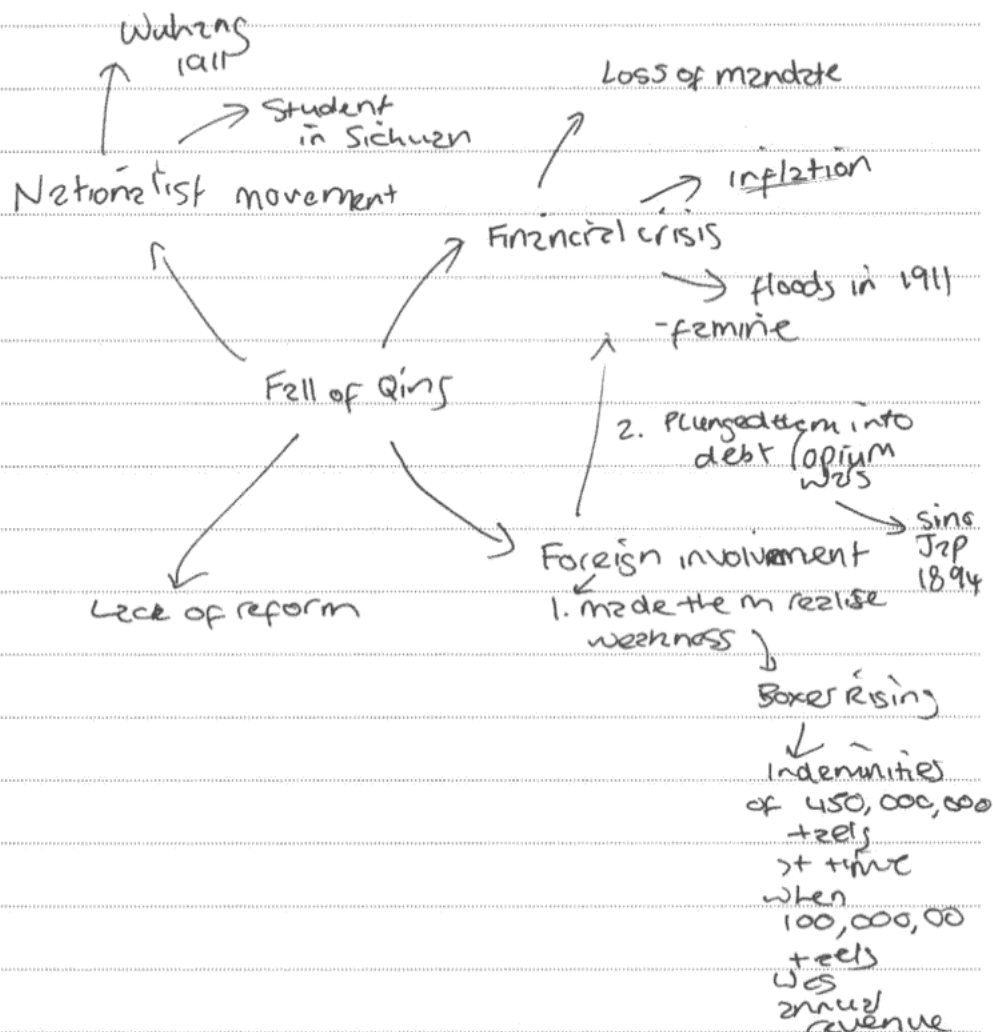 Wuhang
1911
Student
in Sichuan
Nationalist movement
Loss of mandate
inflation
Financial crisis
floods in 1911
-famine
Fall of Qing
2. Plunged them into
debt (opium
wars
sino
Jap
1894
Foreign involvement
Lack of reform
1. made them realise
weakness
Boxer Rising
Indeminities
of 450,000,000
taels
at time
when
100,000,00
taels
was
annual
revenue